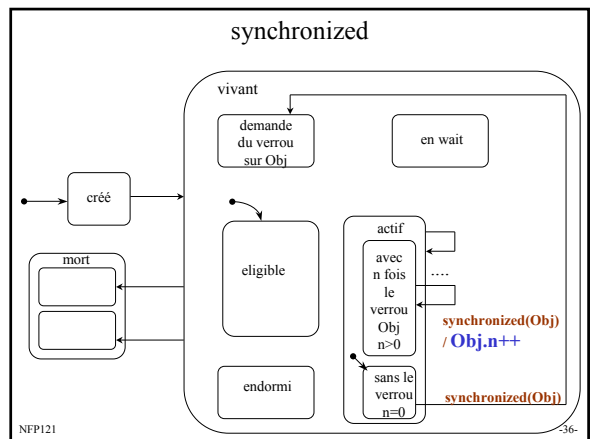 synchronized
vivant
demande
du verrou
sur Obj
en wait
créé
mort
eligible
actif
avec
n fois
le
verrou
Obj
n>0
....
synchronized(Obj)
/ Obj.n++
endormi
sans le
verrou
n=0
synchronized(Obj)
NFP121
-36-